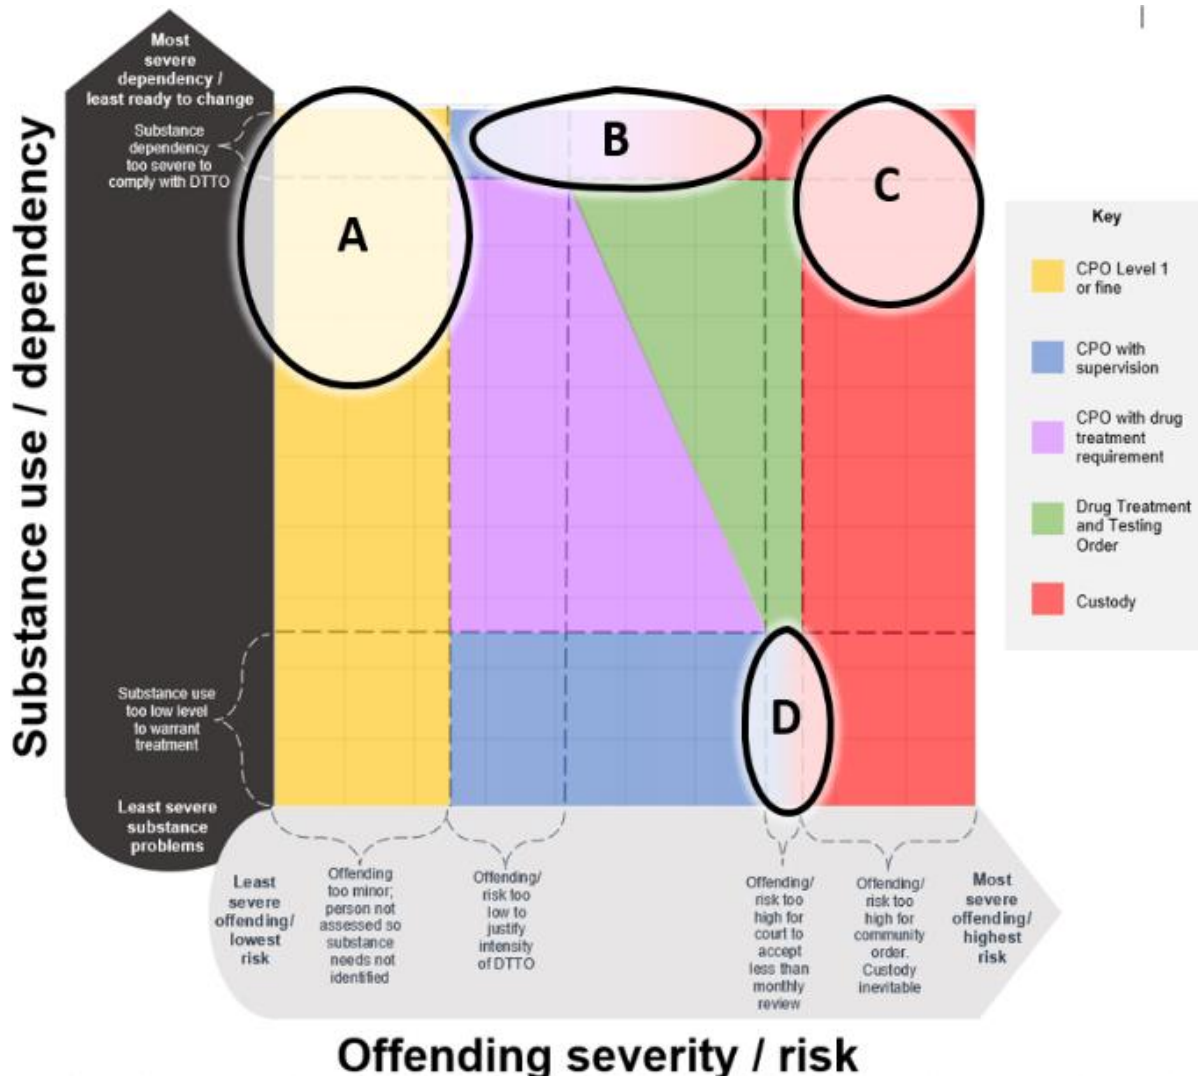 Substance use / dependency
Most
severe
dependency /
least ready to change
Substance
dependency
too severe to
comply with DTTO
Substance use
too low level
to warrant
treatment
Least severe
substance
problems
A
B
C
D
Key
CPO Level 1
or fine
CPO with
supervision
CPO with drug
treatment
requirement
Drug Treatment
and Testing
Order
Custody
Least
severe
offending/
lowest
risk
Offending
too minor;
person not
assessed so
substance
needs not
identified
Offending/
risk too
low to
justify
intensity
of DTTO
Offending/
risk too
high for
court to
accept
less than
monthly
review
Offending/
risk too
high for
community
order.
Custody
inevitable
Most
severe
offending/
highest
risk
Offending severity / risk